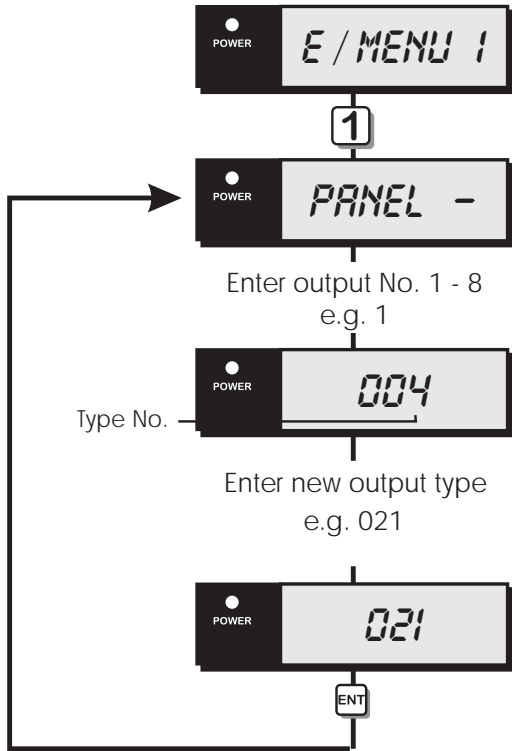 POWER
E/MENU 1
1
POWER
PANEL -
Enter output No. 1 - 8
e.g. 1
POWER
004
Type No.
Enter new output type
e.g. 021
POWER
021
ENT